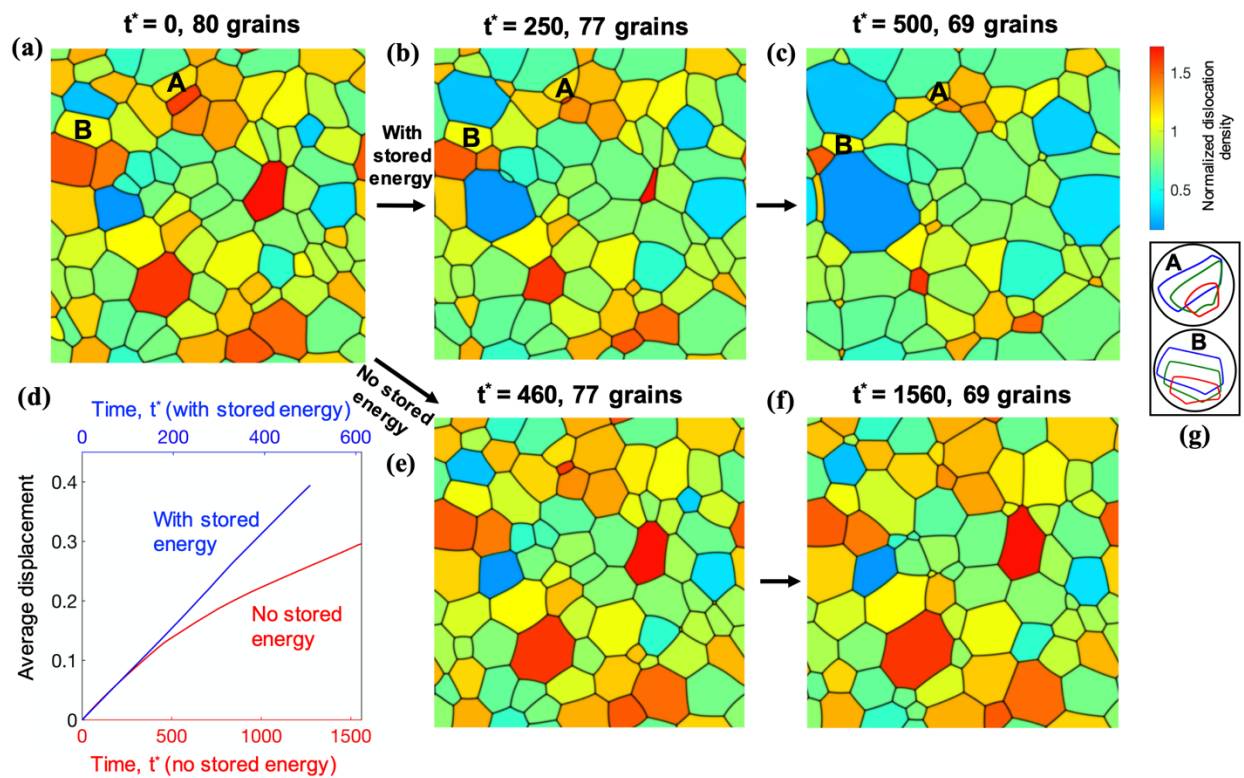 t* = 0, 80 grains
t* = 250, 77 grains
t* = 500, 69 grains
(a)
(b)
(c)
A
B
With
stored
energy
A
B
A
B
1.5
1
0.5
Normalized dislocation
density
A
B
(g)
No stored
energy
(d)
Time, t* (with stored energy)
0
200
400
600
Average displacement
0.4
0.3
0.2
0.1
0
With stored
energy
No stored
energy
0
500
1000
1500
Time, t* (no stored energy)
t* = 460, 77 grains
(e)
t* = 1560, 69 grains
(f)